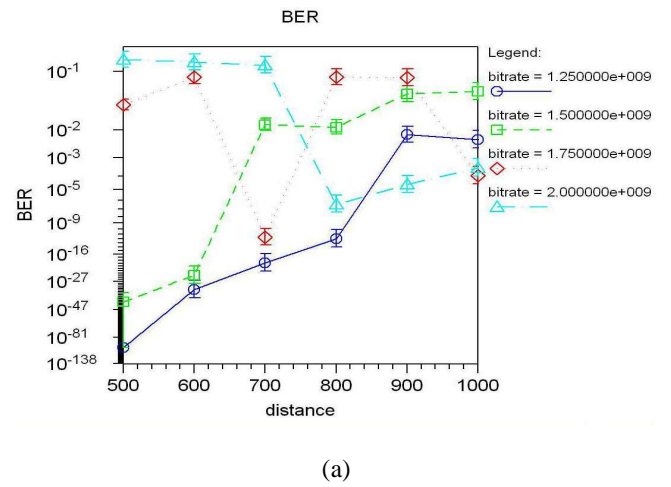 BER
Legend:
bitrate = 1.250000e+009
bitrate = 1.500000e+009
bitrate = 1.750000e+009
bitrate = 2.000000e+009
BER
10-1
10-2
10-3
10-5
10-9
10-16
10-27
10-47
10-81
10-138
500 600 700 800 900 1000
distance
(a)